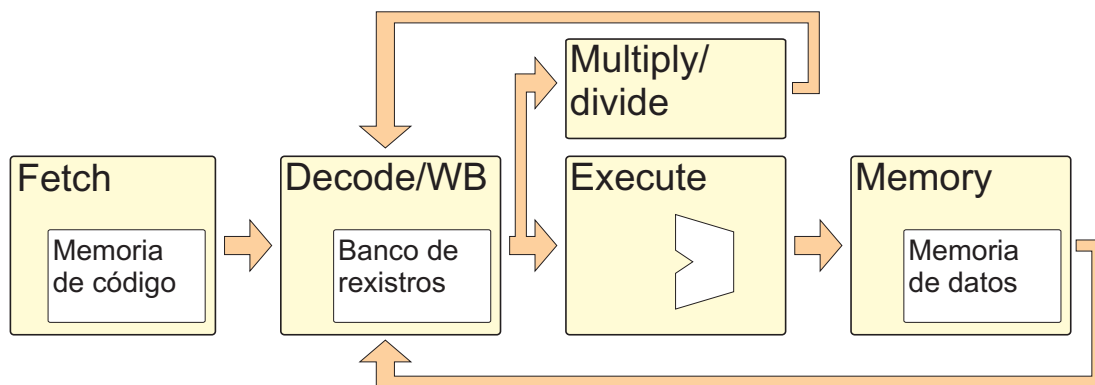 Multiply/
divide
Fetch
Memoria
de código
Decode/WB
Banco de
rexistros
Execute
Memory
Memoria
de datos